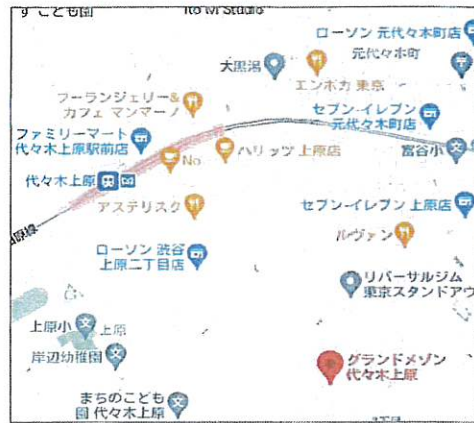 すこども園
ローソン 元代々木町店
元代々木町
大黒湯
エンボカ 東京
ブーランジェリー&
カフェ マンマーノ
セブン-イレブン
元代々木町店
ファミリーマート
代々木上原駅前店
No.
ハリッツ 上原店
富谷小
代々木上原
アステリスク
セブン-イレブン 上原店
ルヴァン
ローソン 渋谷
上原二丁目店
リバーサルジム
東京スタンドアウ
上原小
上原
岸辺幼稚園
グランドメゾン
代々木上原
まちのこども
園 代々木上原